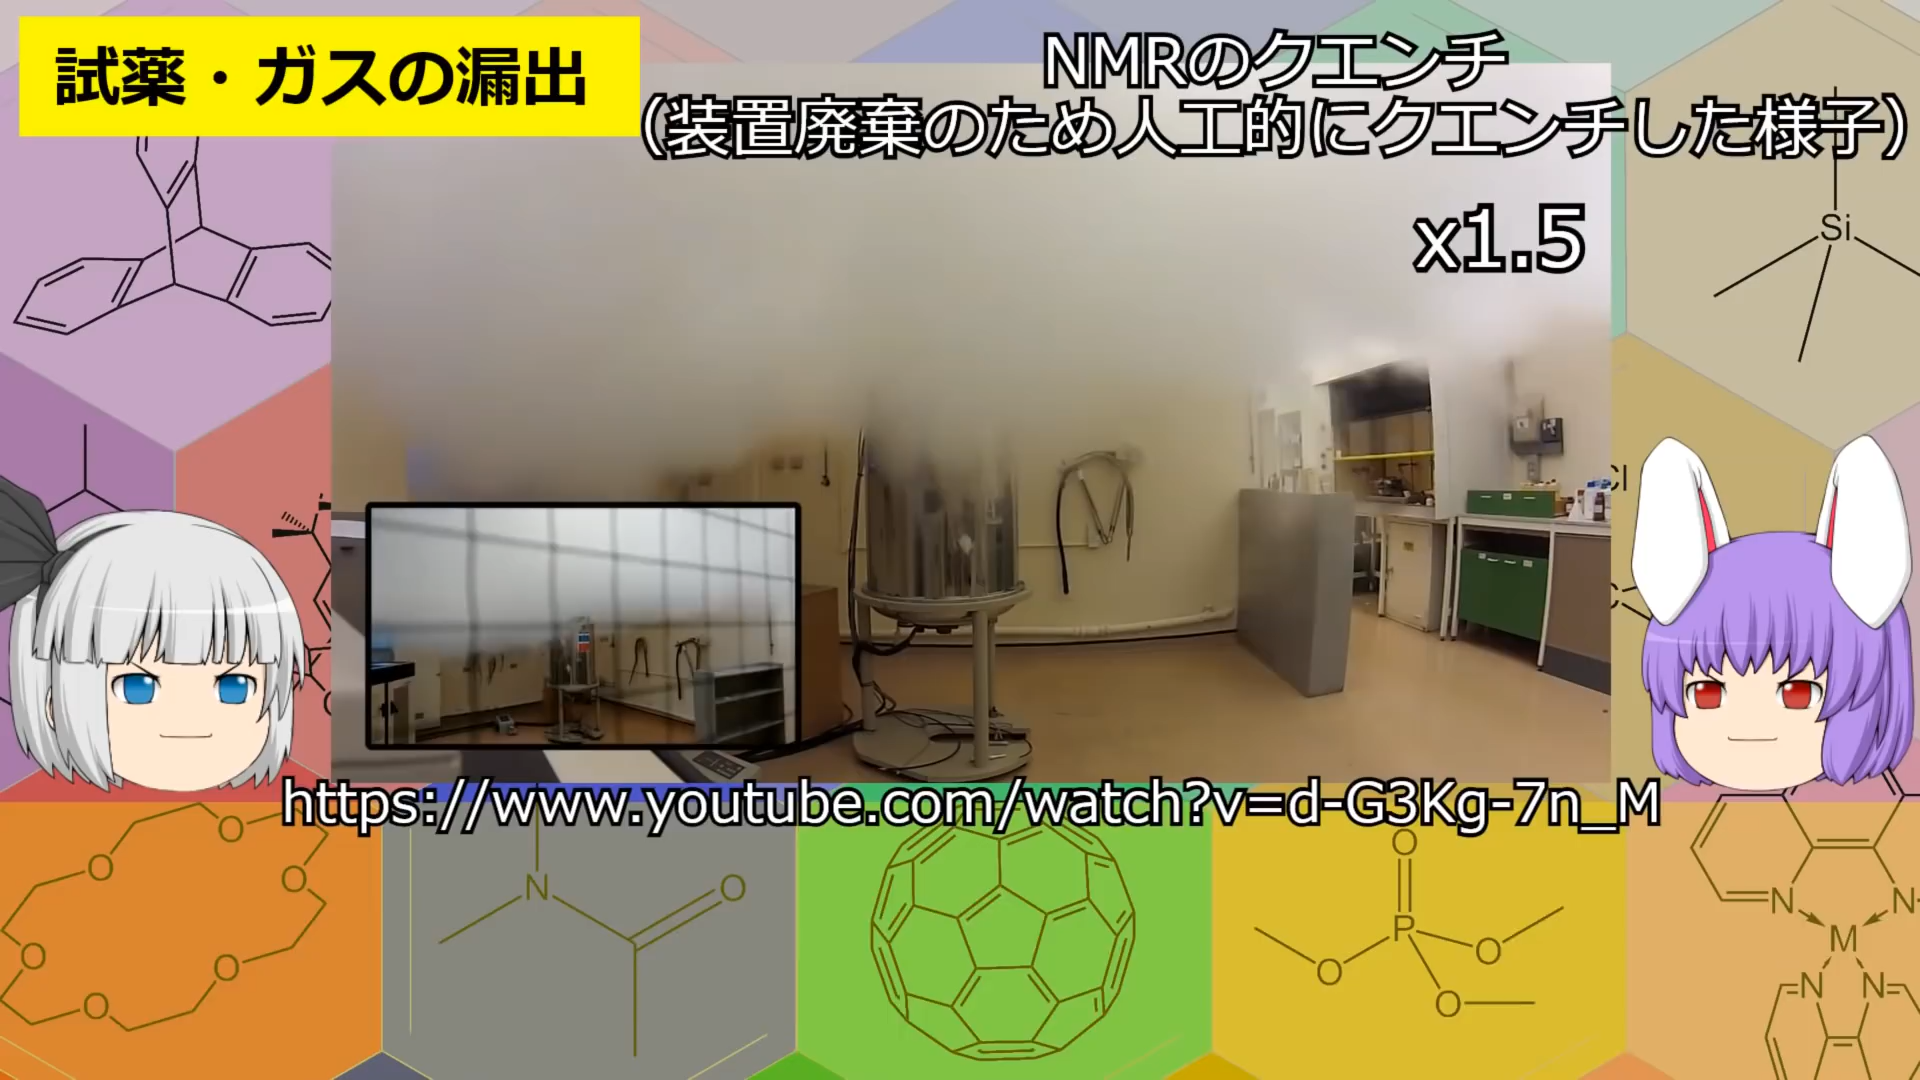 試薬・ガスの漏出
NMRのクエンチ
（装置廃棄のため人工的にクエンチした様子）
x1.5
Si
Cl
https://www.youtube.com/watch?v=d-G3Kg-7n_M
O
O
O
O
O
O
N
O
O
P
O
O
O
N
N
M
N
N